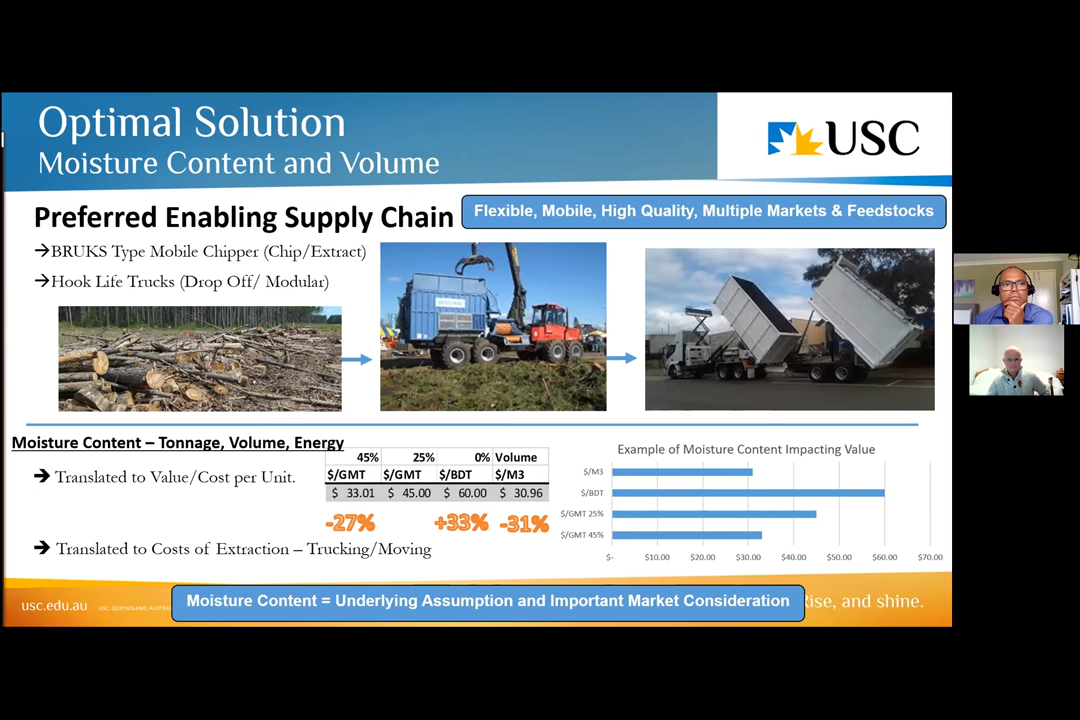 Optimal Solution
Moisture Content and Volume
USC
Preferred Enabling Supply Chain
Flexible, Mobile, High Quality, Multiple Markets & Feedstocks
→BRUKS Type Mobile Chipper (Chip/Extract)
→Hook Life Trucks (Drop Off/ Modular)
Moisture Content – Tonnage, Volume, Energy
→ Translated to Value/Cost per Unit.
45% 25% 0% Volume
$/GMT $/GMT $/BDT $/M3
$ 33.01 $ 45.00 $ 60.00 $ 30.96
-27% +33% -31%
→ Translated to Costs of Extraction – Trucking/Moving
Example of Moisture Content Impacting Value
$/M3
$/BDT
$/GMT 25%
$/GMT 45%
$- $10.00 $20.00 $30.00 $40.00 $50.00 $60.00 $70.00
usc.edu.au
USC, QUEENSLAND,
Moisture Content = Underlying Assumption and Important Market Consideration
Rise, and shine.